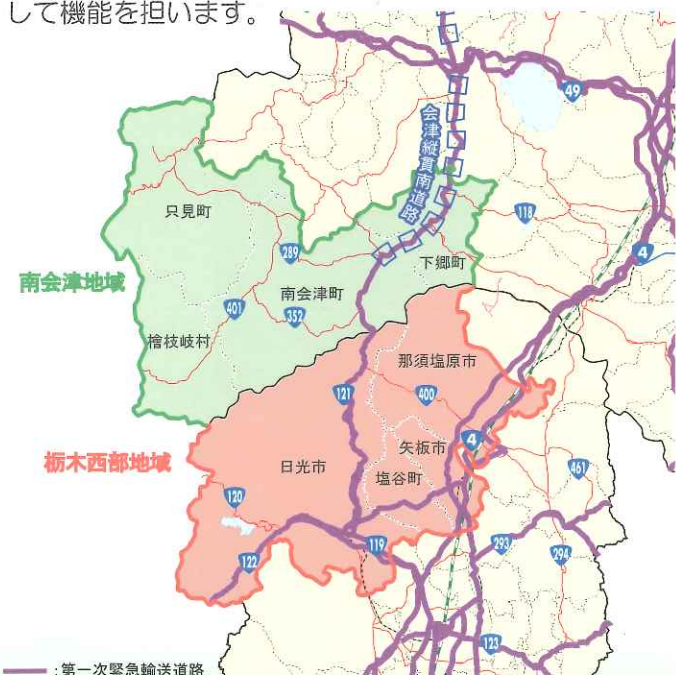 して機能を担います。
49
会津縦貫南道路
只見町
118
289
4
下郷町
南会津地域
南会津町
401
352
檜枝岐村
那須塩原市
121
400
栃木西部地域
4
矢板市
日光市
461
塩谷町
120
119
293
294
122
123
:第一次緊急輸送道路